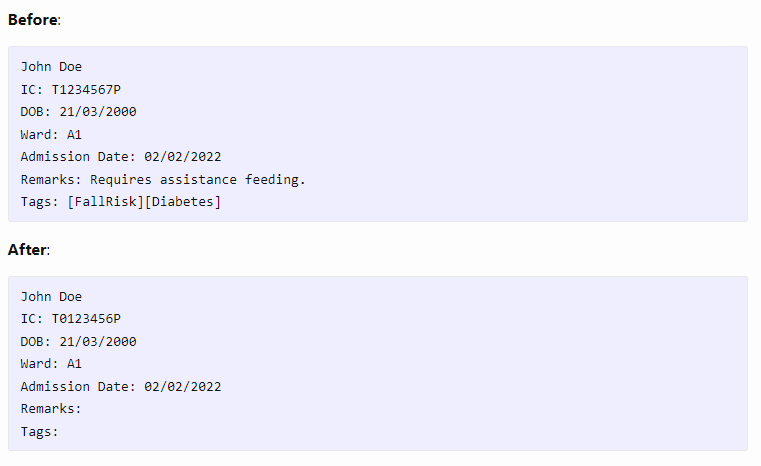 Before:
John Doe
IC: T1234567P
DOB: 21/03/2000
Ward: A1
Admission Date: 02/02/2022
Remarks: Requires assistance feeding.
Tags: [FallRisk][Diabetes]
After:
John Doe
IC: T0123456P
DOB: 21/03/2000
Ward: A1
Admission Date: 02/02/2022
Remarks:
Tags: